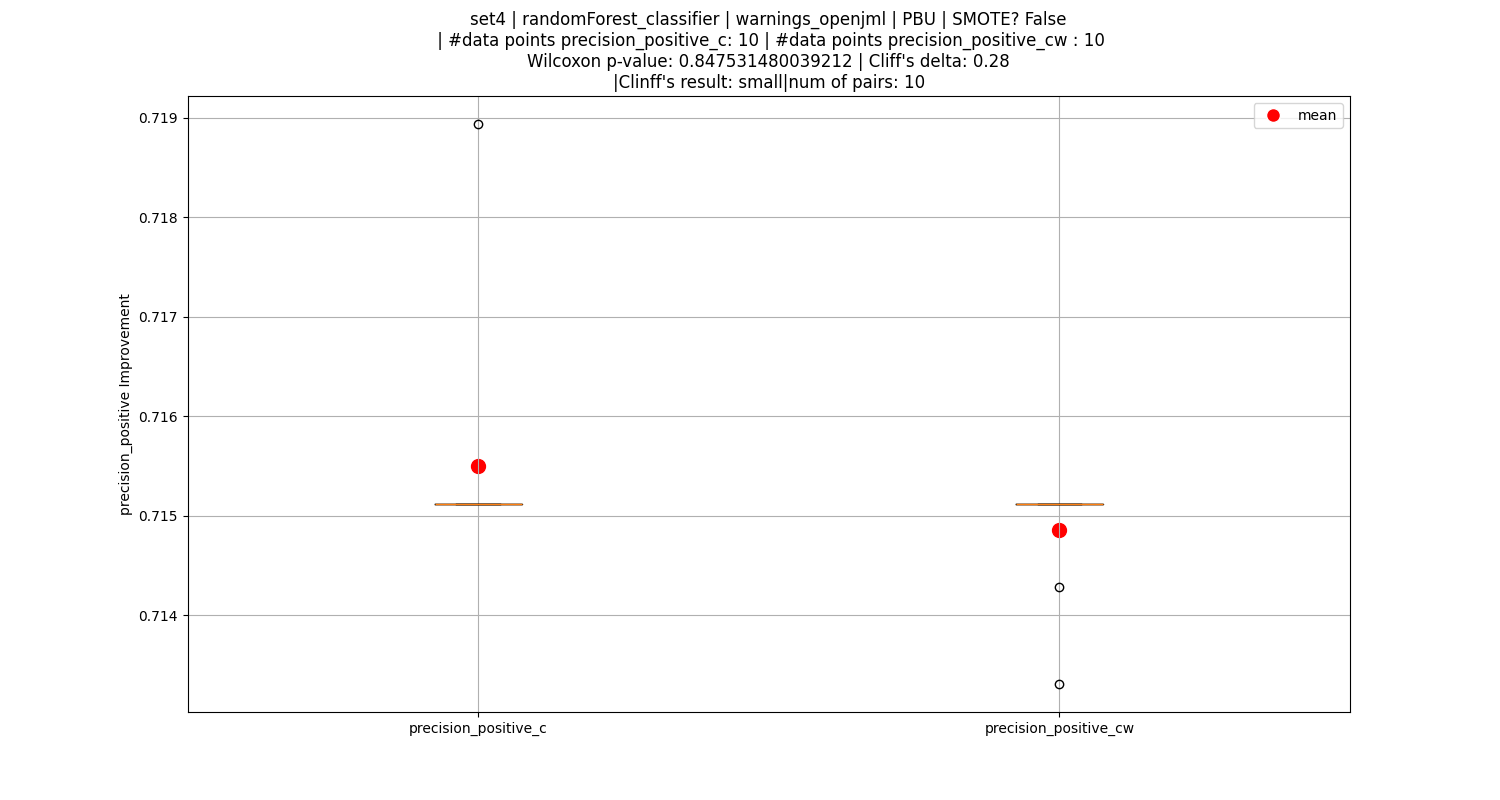 set4 | randomForest_classifier | warnings_openjml | PBU | SMOTE? False
| #data points precision_positive_c: 10 | #data points precision_positive_cw : 10
Wilcoxon p-value: 0.847531480039212 | Cliff's delta: 0.28
|Clinff's result: small|num of pairs: 10
mean
0.719
0.718
0.717
0.716
0.715
0.714
precision_positive Improvement
precision_positive_c
precision_positive_cw